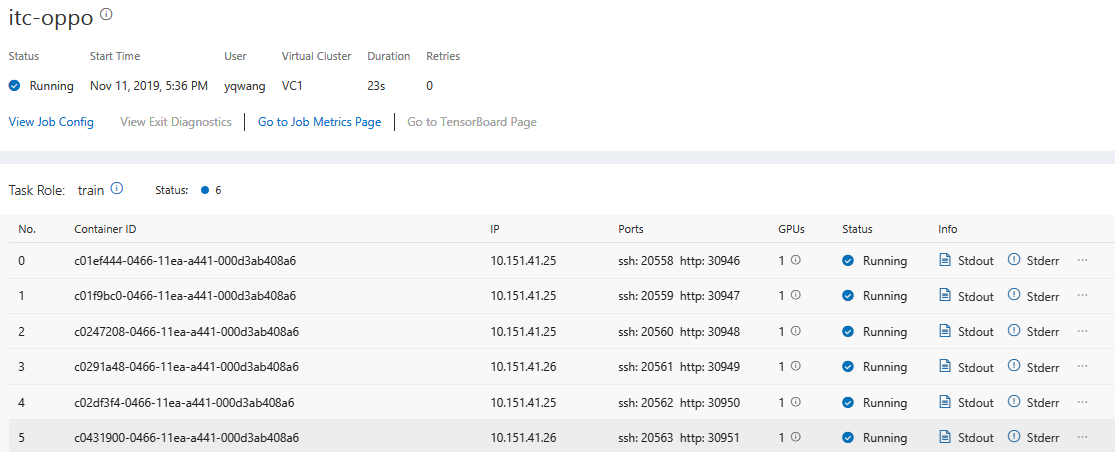 itc-oppo
Status Start Time User Virtual Cluster Duration Retries
Running Nov 11, 2019, 5:36 PM yqwang VC1 23s 0
View Job Config View Exit Diagnostics Go to Job Metrics Page Go to TensorBoard Page
Task Role: train Status: 6
No. Container ID IP Ports GPUs Status Info
0 c01ef444-0466-11ea-a441-000d3ab408a6 10.151.41.25 ssh: 20558 http: 30946 1 Running Stdout Stderr ...
1 c01f9bc0-0466-11ea-a441-000d3ab408a6 10.151.41.25 ssh: 20559 http: 30947 1 Running Stdout Stderr ...
2 c0247208-0466-11ea-a441-000d3ab408a6 10.151.41.25 ssh: 20560 http: 30948 1 Running Stdout Stderr ...
3 c0291a48-0466-11ea-a441-000d3ab408a6 10.151.41.26 ssh: 20561 http: 30949 1 Running Stdout Stderr ...
4 c02df3f4-0466-11ea-a441-000d3ab408a6 10.151.41.25 ssh: 20562 http: 30950 1 Running Stdout Stderr ...
5 c0431900-0466-11ea-a441-000d3ab408a6 10.151.41.26 ssh: 20563 http: 30951 1 Running Stdout Stderr ...